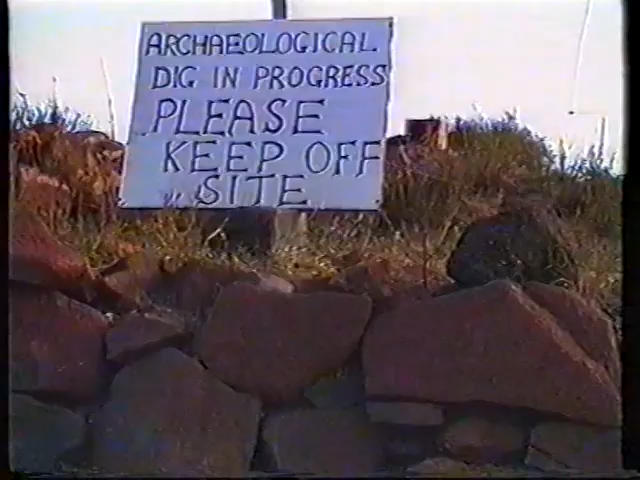 ARCHAEOLOGICAL
DIG IN PROGRESS
PLEASE
KEEP OFF
SITE